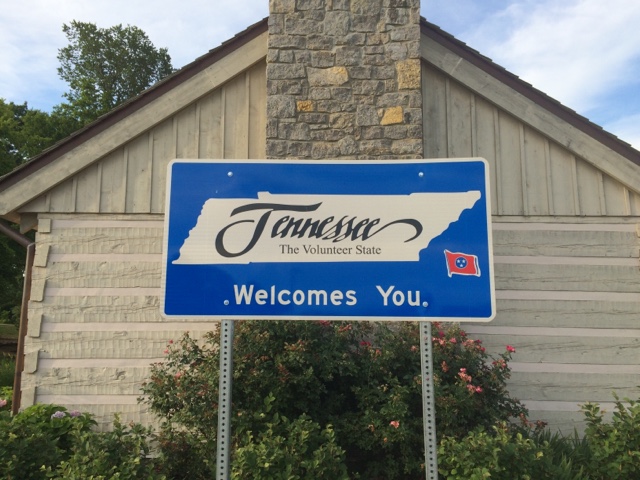 Tennessee
The Volunteer State
Welcomes You